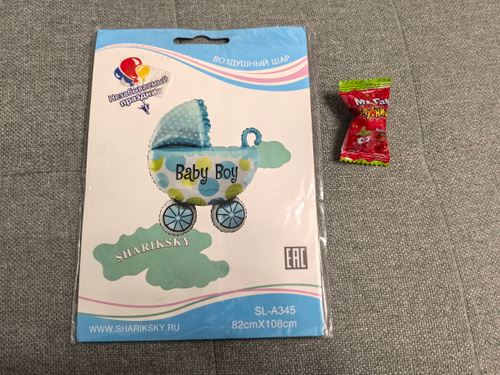 ВОЗДУШНЫЙ ШАР
Незабываемый
праздник
Baby Boy
SHARIKSKY
EAC
SL-A345
WWW.SHARIKSKY.RU
82cmX108cm